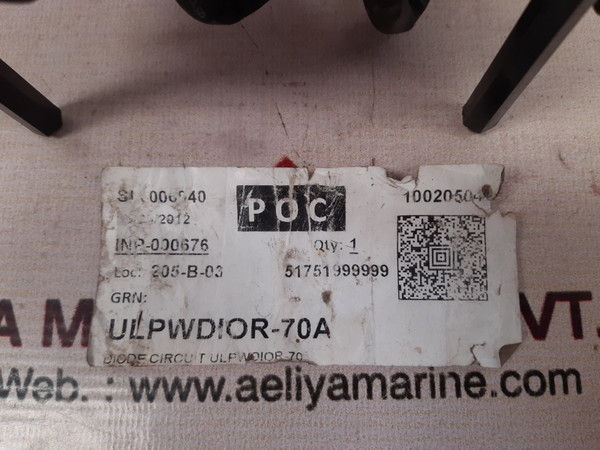 POC
2012
INP-000676
Qty: 1
Loc: 205-B-03
51751999999
GRN:
ULPWDIOR-70A
DIODE CIRCUIT ULPWDIOR 70
A M VT.
Web. : www.aeliyamarine.com